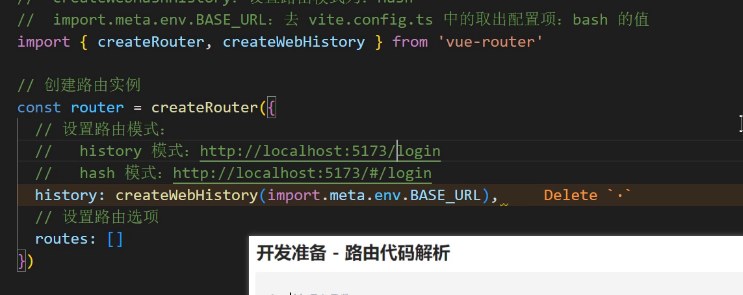 // createWebHashHistory：设置路由模式为：Hash
// import.meta.env.BASE_URL：去 vite.config.ts 中的取出配置项：bash 的值
import { createRouter, createWebHistory } from 'vue-router'
// 创建路由实例
const router = createRouter({
// 设置路由模式：
// history 模式：http://localhost:5173/login
// hash 模式：http://localhost:5173/#/login
history: createWebHistory(import.meta.env.BASE_URL), Delete `·`
// 设置路由选项
routes: []
})
开发准备 - 路由代码解析